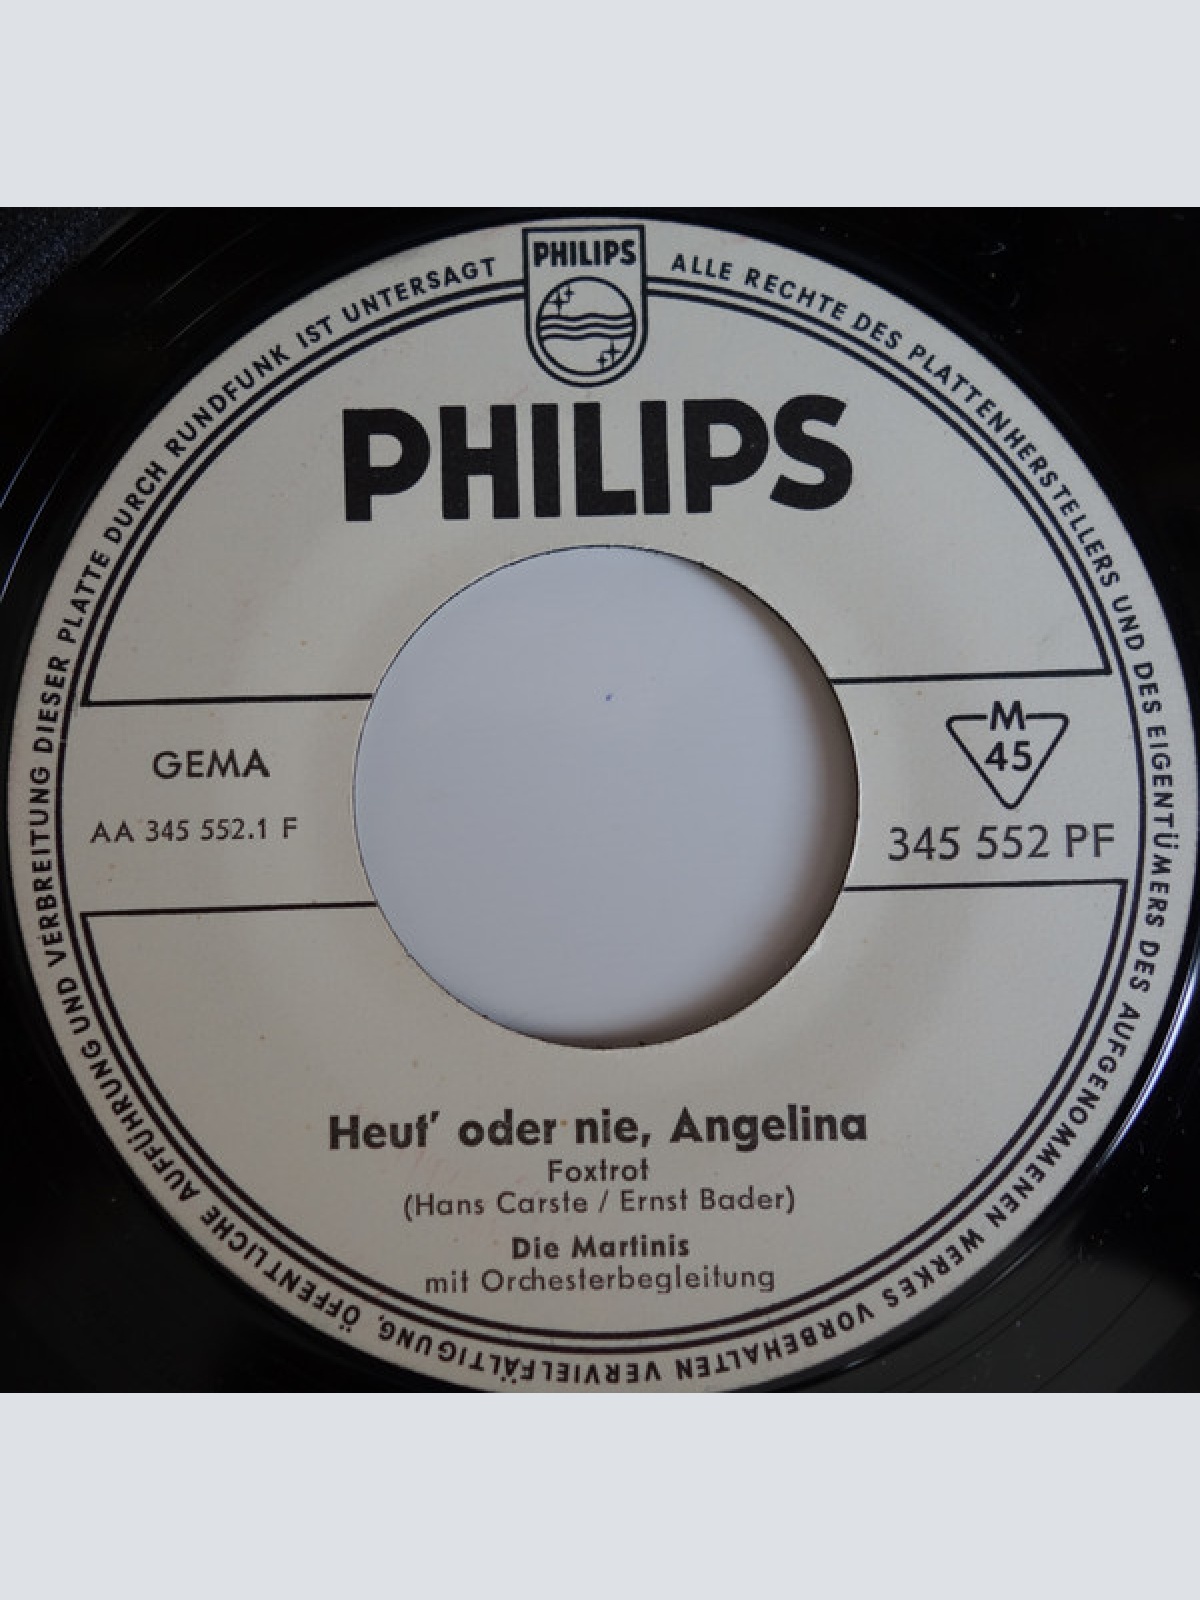 PHILIPS
ALLE RECHTE DES PLATTENHERSTELLERS UND DES EIGENTÜMERS DES AUFGENOMMENEN WERKES VORBEHALTEN VERVIELFÄLTIGUNG, ÖFFENTLICHE AUFFÜHRUNG UND VERBREITUNG DIESER PLATTE DURCH RUNDFUNK IST UNTERSAGT
PHILIPS
GEMA
AA 345 552.1 F
M
45
345 552 PF
Heut' oder nie, Angelina
Foxtrot
(Hans Carste / Ernst Bader)
Die Martinis
mit Orchesterbegleitung